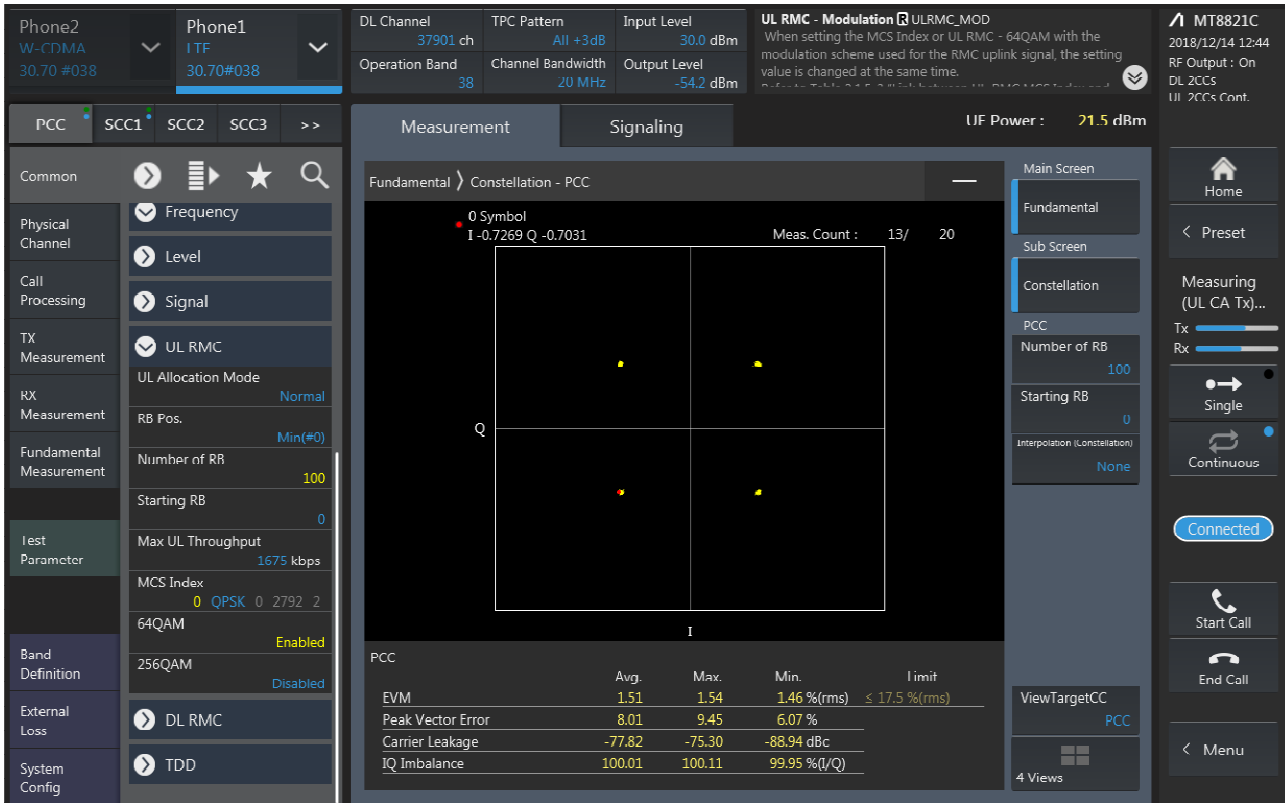 Phone2
W-CDMA
30.70 #038
Phone1
LTE
30.70#038
DL Channel
37901 ch
TPC Pattern
All +3dB
Input Level
30.0 dBm
Operation Band
38
Channel Bandwidth
20 MHz
Output Level
-54.2 dBm
UL RMC - Modulation R ULRMC_MOD
When setting the MCS Index or UL RMC - 64QAM with the
modulation scheme used for the RMC uplink signal, the setting
value is changed at the same time.
MT8821C
2018/12/14 12:44
RF Output : On
DL 2CCs
UL 2CCs Cont.
PCC
SCC1
SCC2
SCC3
>>
Measurement
Signaling
UE Power : 21.5 dBm
Common
Physical
Channel
Call
Processing
TX
Measurement
RX
Measurement
Fundamental
Measurement
Test
Parameter
Band
Definition
External
Loss
System
Config
Frequency
Level
Signal
UL RMC
UL Allocation Mode
Normal
RB Pos.
Min(#0)
Number of RB
100
Starting RB
0
Max UL Throughput
1675 kbps
MCS Index
0 QPSK 0 2792 2
64QAM
Enabled
256QAM
Disabled
DL RMC
TDD
Fundamental 〉 Constellation - PCC
0 Symbol
I -0.7269 Q -0.7031
Meas. Count : 13/ 20
Q
I
PCC
Avg. Max. Min. Limit
EVM 1.51 1.54 1.46 %(rms) ≤ 17.5 %(rms)
Peak Vector Error 8.01 9.45 6.07 %
Carrier Leakage -77.82 -75.30 -88.94 dBc
IQ Imbalance 100.01 100.11 99.95 %(I/Q)
Main Screen
Fundamental
Sub Screen
Constellation
PCC
Number of RB
100
Starting RB
0
Interpolation (Constellation)
None
ViewTargetCC
PCC
4 Views
Home
< Preset
Measuring
(UL CA Tx)...
Tx
Rx
Single
Continuous
Connected
Start Call
End Call
< Menu